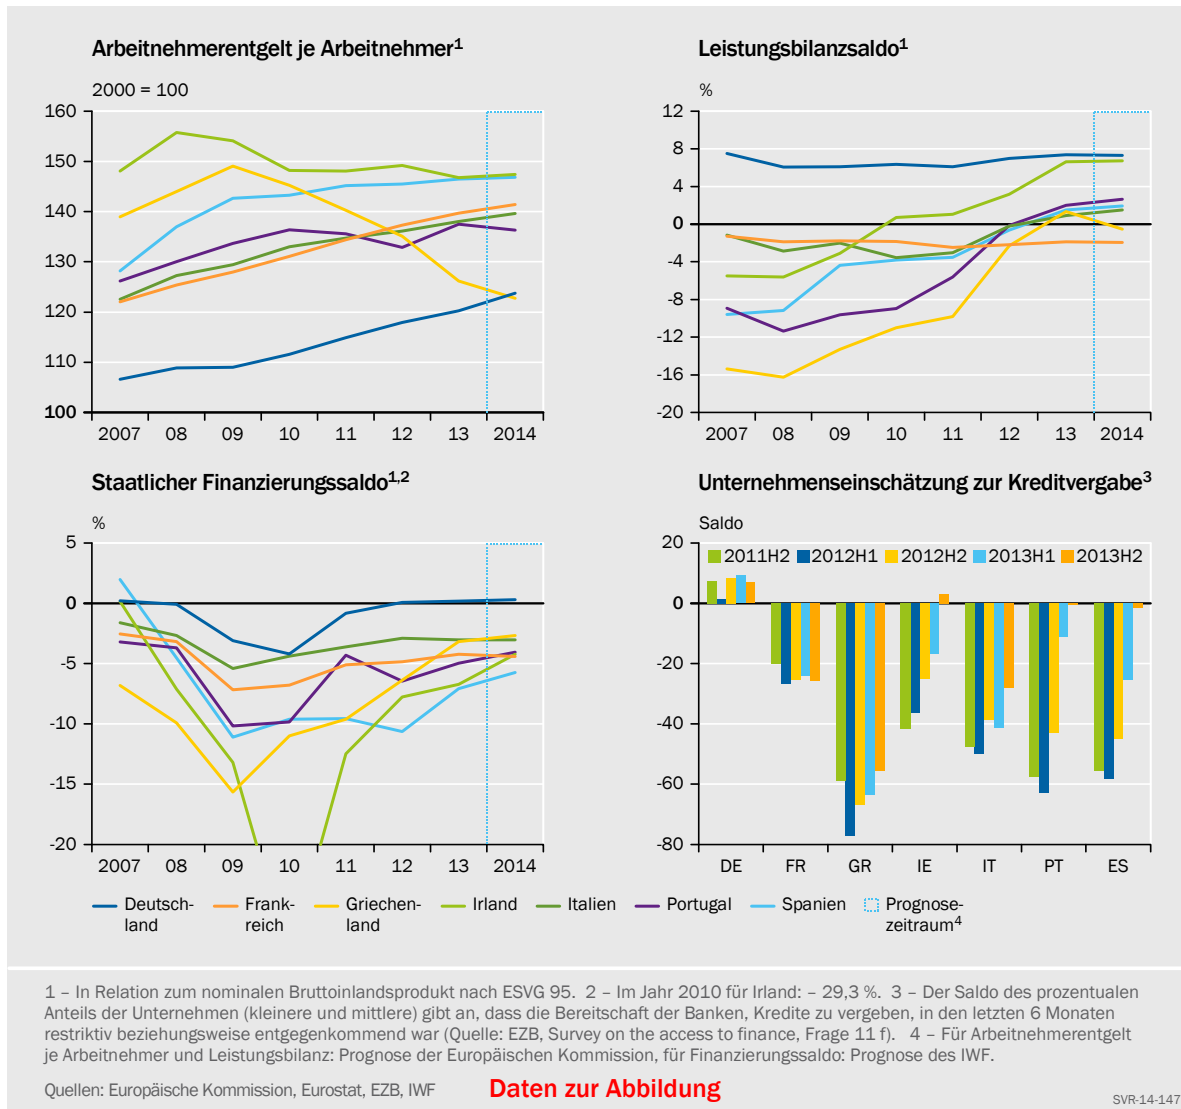 Arbeitnehmerentgelt je Arbeitnehmer1
2000 = 100
160
150
140
130
120
110
100
2007 08 09 10 11 12 13 2014
Leistungsbilanzsaldo1
%
12
8
4
0
-4
-8
-12
-16
-20
2007 08 09 10 11 12 13 2014
Staatlicher Finanzierungssaldo1,2
%
5
0
-5
-10
-15
-20
2007 08 09 10 11 12 13 2014
Unternehmenseinschätzung zur Kreditvergabe3
Saldo
20
0
-20
-40
-60
-80
2011H2 2012H1 2012H2 2013H1 2013H2
DE FR GR IE IT PT ES
Deutsch-
land
Frank-
reich
Griechen-
land
Irland
Italien
Portugal
Spanien
Prognose-
zeitraum4
1 – In Relation zum nominalen Bruttoinlandsprodukt nach ESVG 95. 2 – Im Jahr 2010 für Irland: – 29,3 %. 3 – Der Saldo des prozentualen
Anteils der Unternehmen (kleinere und mittlere) gibt an, dass die Bereitschaft der Banken, Kredite zu vergeben, in den letzten 6 Monaten
restriktiv beziehungsweise entgegenkommend war (Quelle: EZB, Survey on the access to finance, Frage 11 f). 4 – Für Arbeitnehmerentgelt
je Arbeitnehmer und Leistungsbilanz: Prognose der Europäischen Kommission, für Finanzierungssaldo: Prognose des IWF.
Quellen: Europäische Kommission, Eurostat, EZB, IWF
Daten zur Abbildung
SVR-14-147